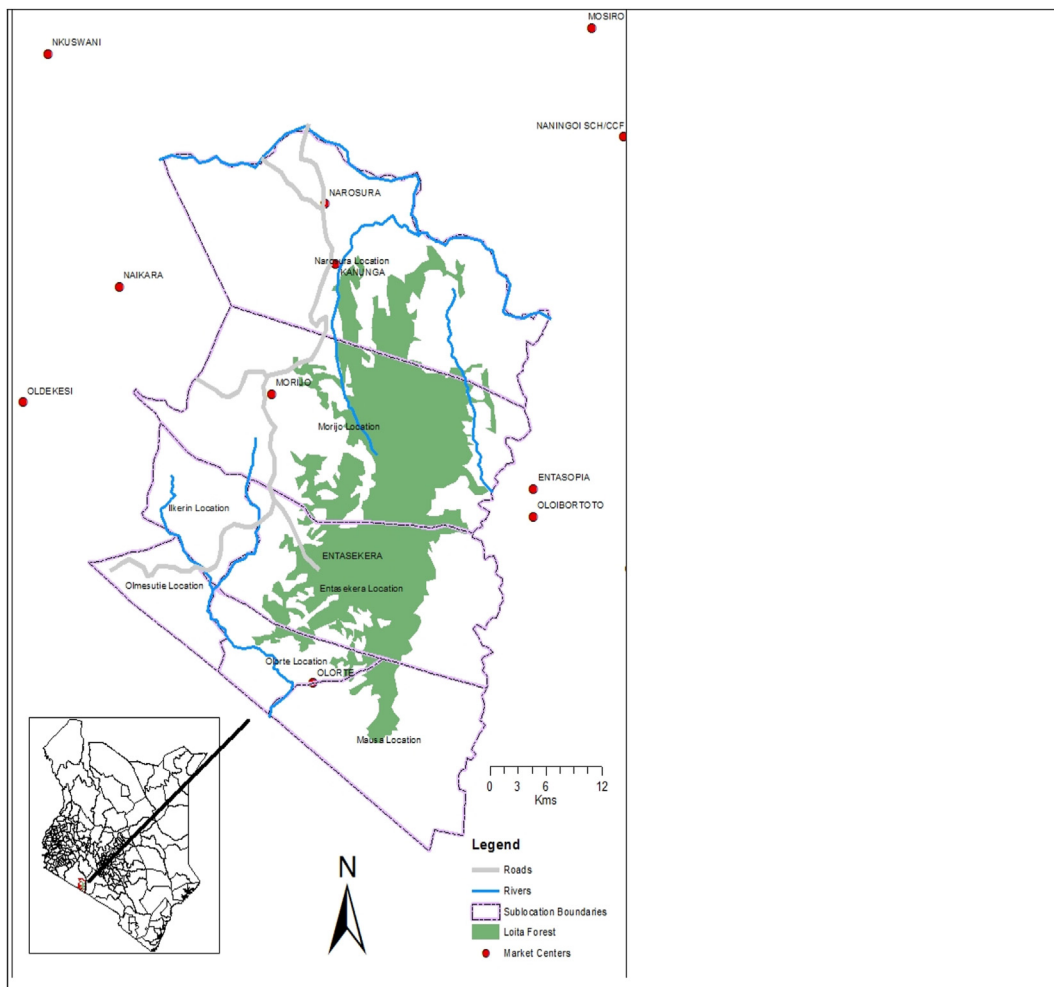 MOSIRO
NKUSWANI
NANINGOI SCH/CCF
NAROSURA
Narosura Location
KANUNGA
NAIKARA
MORIJO
OLDEKESI
Morijo Location
ENTASOPIA
Ilkerin Location
OLOIBORTOTO
ENTASEKERA
Olmesutie Location
Entasekera Location
Olorte Location
OLORTE
Mausa Location
0 3 6 12
Kms
Legend
Roads
Rivers
Sublocation Boundaries
Loita Forest
Market Centers
N